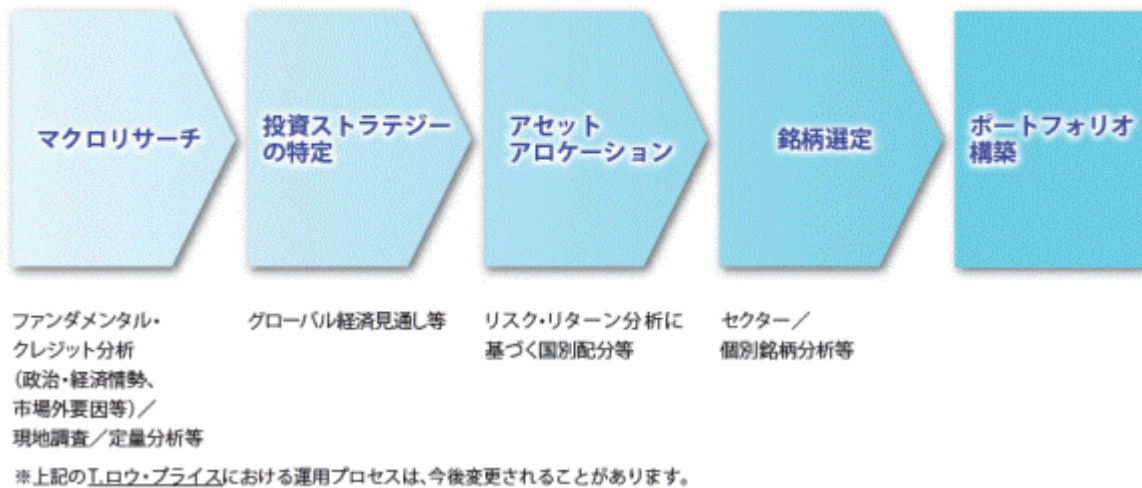 マクロリサーチ
投資ストラテジー
の特定
アセット
アロケーション
銘柄選定
ポートフォリオ
構築
ファンダメンタル・
クレジット分析
（政治・経済情勢、
市場外要因等）／
現地調査／定量分析等
グローバル経済見通し等
リスク・リターン分析に
基づく国別配分等
セクター／
個別銘柄分析等
※上記のT.ロウ・プライスにおける運用プロセスは、今後変更されることがあります。